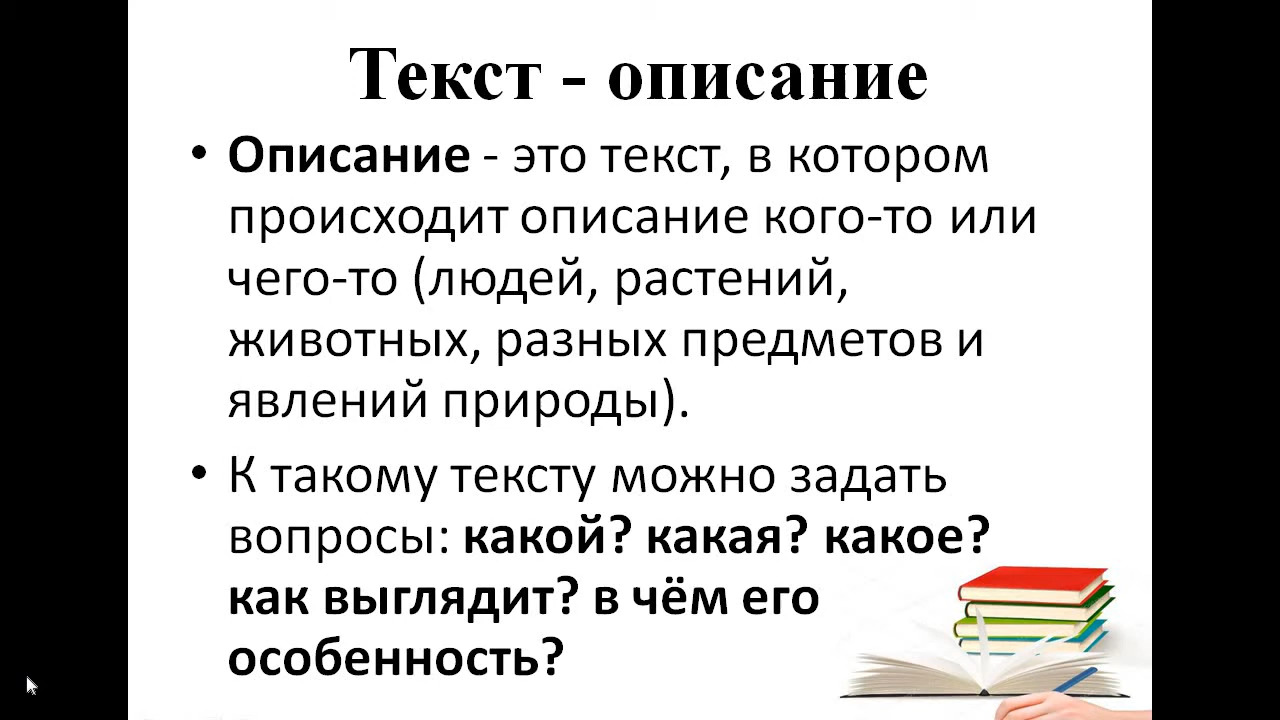 Текст - описание
• Описание - это текст, в котором
происходит описание кого-то или
чего-то (людей, растений,
животных, разных предметов и
явлений природы).
• К такому тексту можно задать
вопросы: какой? какая? какое?
как выглядит? в чём его
особенность?